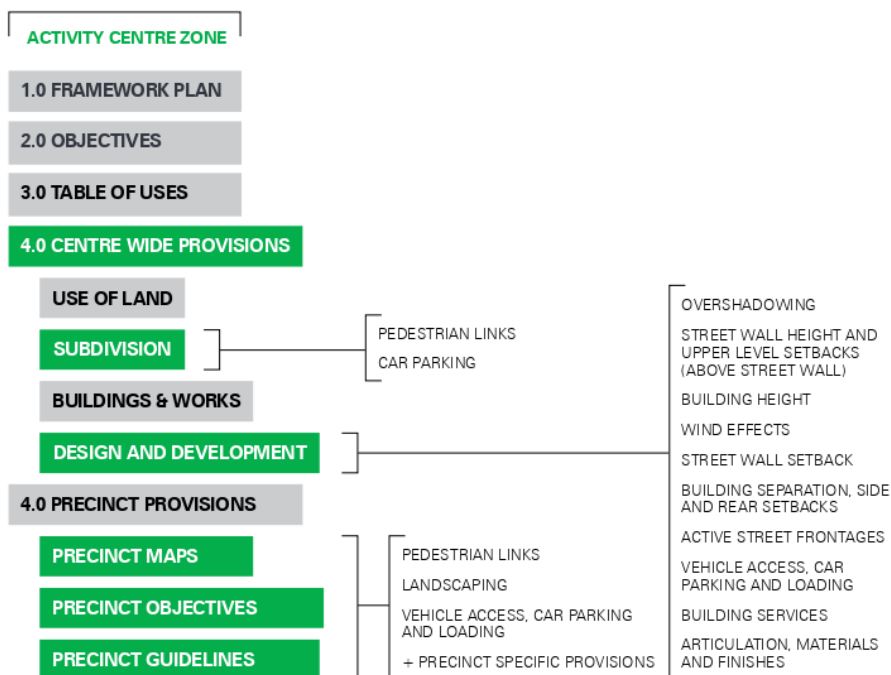 ACTIVITY CENTRE ZONE
1.0 FRAMEWORK PLAN
2.0 OBJECTIVES
3.0 TABLE OF USES
4.0 CENTRE WIDE PROVISIONS
USE OF LAND
SUBDIVISION
PEDESTRIAN LINKS
CAR PARKING
BUILDINGS & WORKS
DESIGN AND DEVELOPMENT
OVERSHADOWING
STREET WALL HEIGHT AND
UPPER LEVEL SETBACKS
(ABOVE STREET WALL)
BUILDING HEIGHT
WIND EFFECTS
STREET WALL SETBACK
BUILDING SEPARATION, SIDE
AND REAR SETBACKS
ACTIVE STREET FRONTAGES
VEHICLE ACCESS, CAR
PARKING AND LOADING
BUILDING SERVICES
ARTICULATION, MATERIALS
AND FINISHES
4.0 PRECINCT PROVISIONS
PRECINCT MAPS
PRECINCT OBJECTIVES
PRECINCT GUIDELINES
PEDESTRIAN LINKS
LANDSCAPING
VEHICLE ACCESS, CAR PARKING
AND LOADING
+ PRECINCT SPECIFIC PROVISIONS